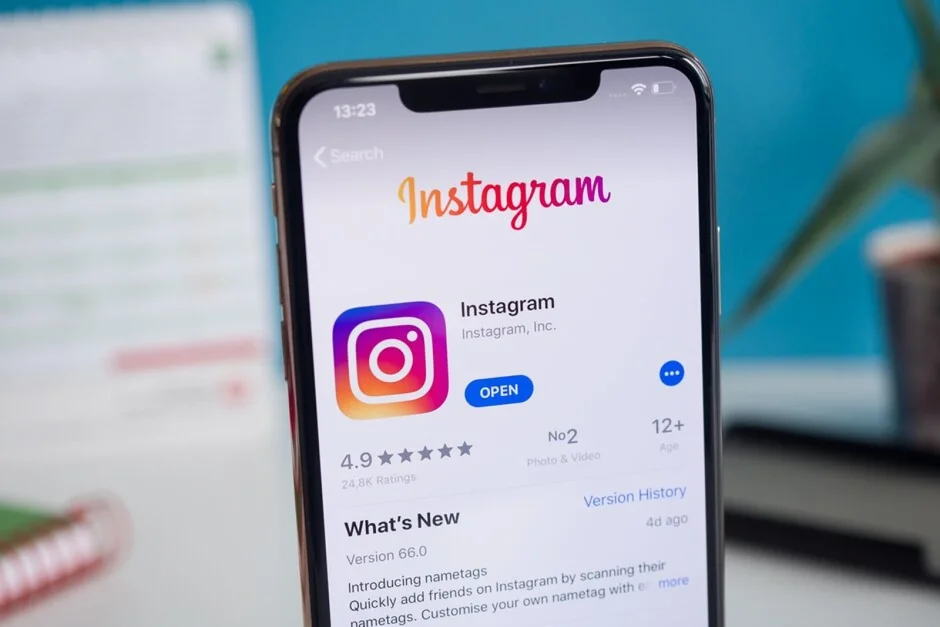 13:23
Search
Instagram
Instagram
Instagram, Inc.
OPEN
4.9
No2
12+
24,8K Ratings
Photo & Video
Age
What's New
Version History
Version 66.0
4d ago
Introducing nametags
Quickly add friends on Instagram by scanning their
nametags. Customise your own nametag with e more